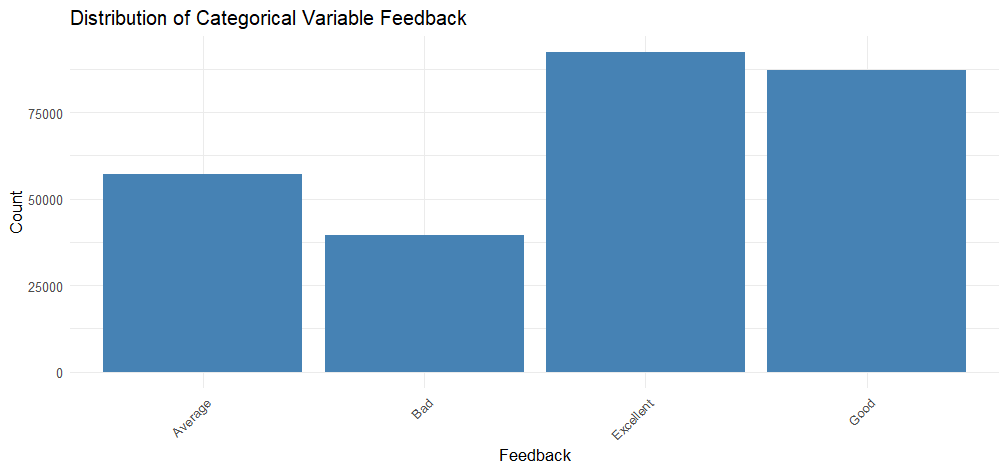 Distribution of Categorical Variable Feedback
Count
75000
50000
25000
0
Average
Bad
Excellent
Good
Feedback